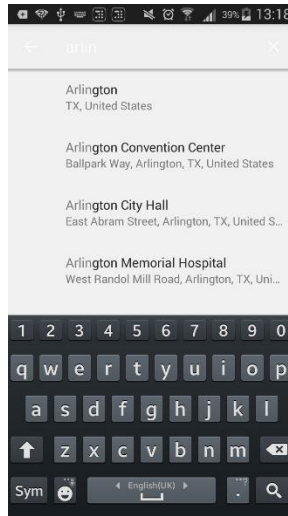 39% 13:18
arlin
Arlington
TX, United States
Arlington Convention Center
Ballpark Way, Arlington, TX, United States
Arlington City Hall
East Abram Street, Arlington, TX, United S...
Arlington Memorial Hospital
West Randol Mill Road, Arlington, TX, Uni...
1 2 3 4 5 6 7 8 9 0
q w e r t y u i o p
a s d f g h j k l
z x c v b n m
Sym English(UK) .